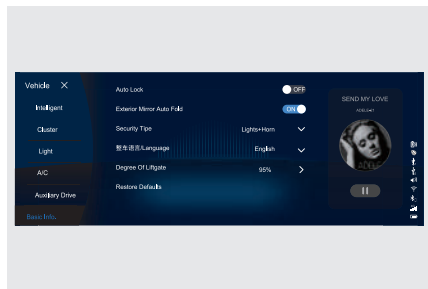 Vehicle
Intelligent
Cluster
Light
A/C
Auxiliary Drive
Basic Info.
Auto Lock
OFF
Exterior Mirror Auto Fold
ON
Security Tipe
Lights+Horn
整车语言/Language
English
Degree Of Liftgate
95%
Restore Defaults
SEND MY LOVE
ADELE